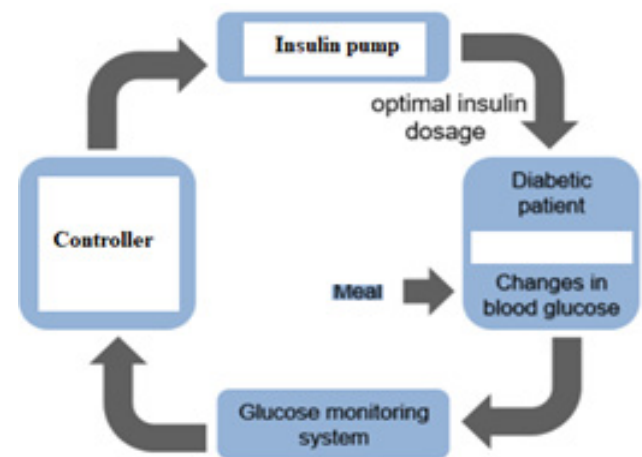 Insulin pump
optimal insulin
dosage
Diabetic
patient
Controller
Meal
Changes in
blood glucose
Glucose monitoring
system